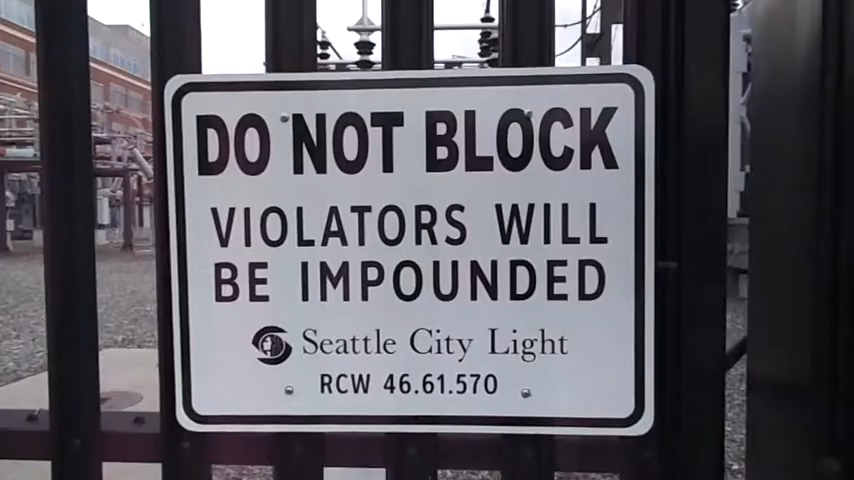 DO NOT BLOCK
VIOLATORS WILL
BE IMPOUNDED
Seattle City Light
RCW 46.61.570